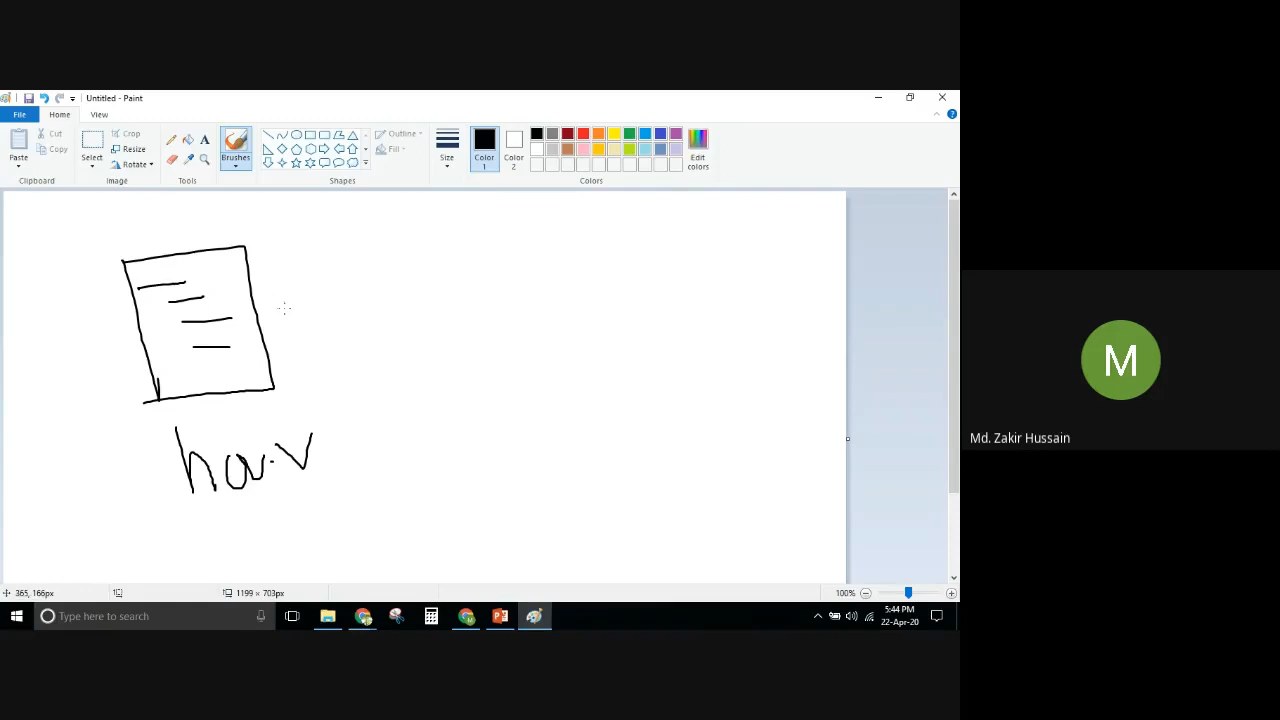 Untitled - Paint
File
Home
View
Paste
Cut
Copy
Clipboard
Select
Crop
Resize
Rotate
Image
A
Tools
Brushes
Outline
Fill
Shapes
Size
Color
1
Color
2
Edit
colors
Colors
365, 166px
1199 × 703px
100%
Type here to search
5:44 PM
22-Apr-20
M
Md. Zakir Hussain